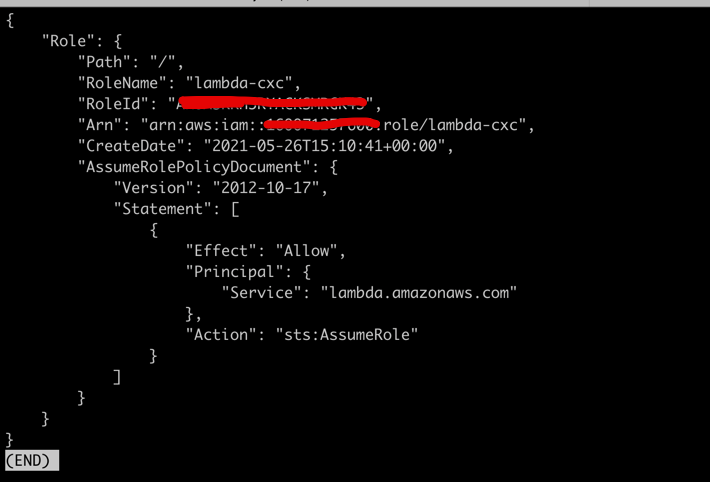 {
"Role": {
"Path": "/",
"RoleName": "lambda-cxc",
"RoleId": "
"Arn": "arn:aws:iam:: :role/lambda-cxc",
"CreateDate": "2021-05-26T15:10:41+00:00",
"AssumeRolePolicyDocument": {
"Version": "2012-10-17",
"Statement": [
{
"Effect": "Allow",
"Principal": {
"Service": "lambda.amazonaws.com"
},
"Action": "sts:AssumeRole"
}
]
}
}
}
(END)